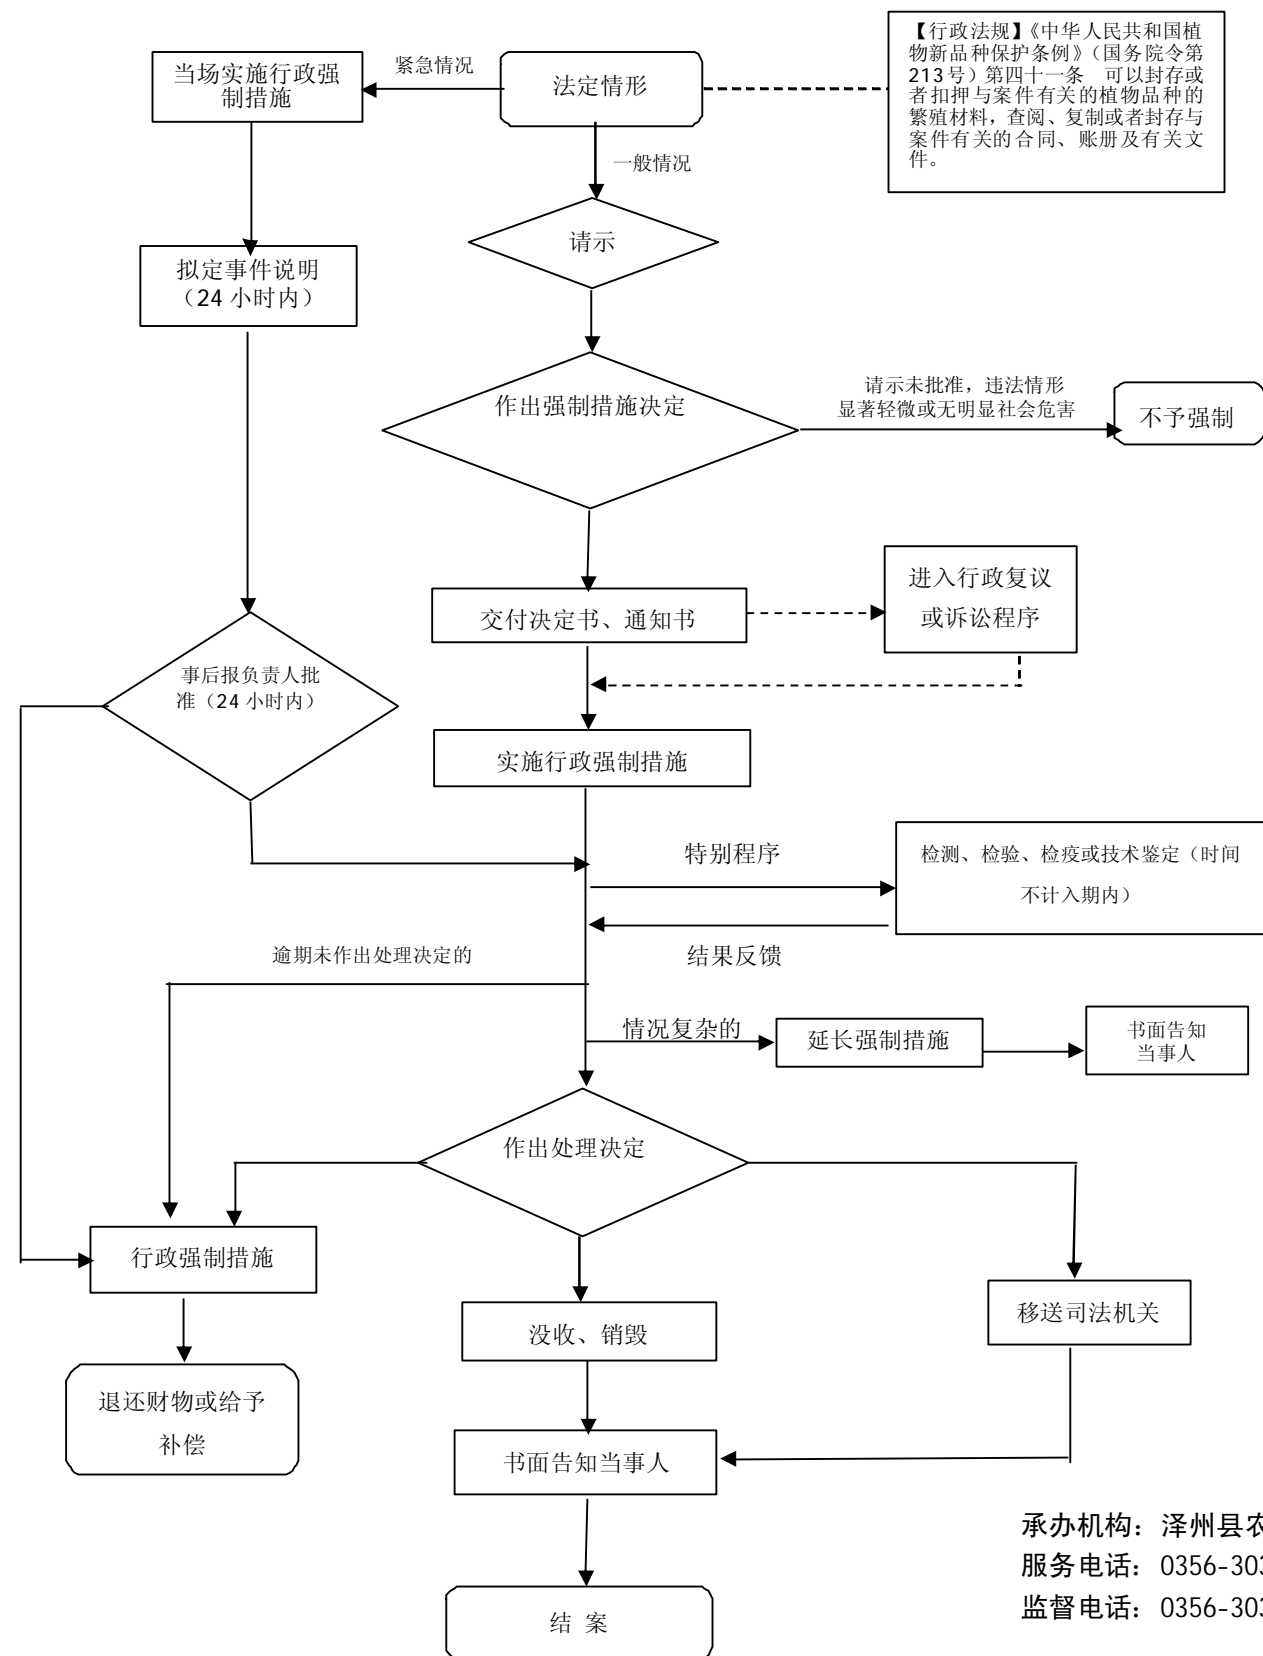 【行政法规】《中华人民共和国植
物新品种保护条例》（国务院令第
213号）第四十一条　可以封存或
者扣押与案件有关的植物品种的
繁殖材料，查阅、复制或者封存与
案件有关的合同、账册及有关文
件。
当场实施行政强
制措施
紧急情况
法定情形
一般情况
请示
拟定事件说明
（24 小时内）
作出强制措施决定
请示未批准，违法情形
显著轻微或无明显社会危害
不予强制
交付决定书、通知书
进入行政复议
或诉讼程序
事后报负责人批
准（24 小时内）
实施行政强制措施
特别程序
检测、检验、检疫或技术鉴定（时间
不计入期内）
逾期未作出处理决定的
结果反馈
情况复杂的
延长强制措施
书面告知
当事人
作出处理决定
行政强制措施
没收、销毁
移送司法机关
退还财物或给予
补偿
书面告知当事人
结 案
承办机构：泽州县农
服务电话：0356-303
监督电话：0356-303